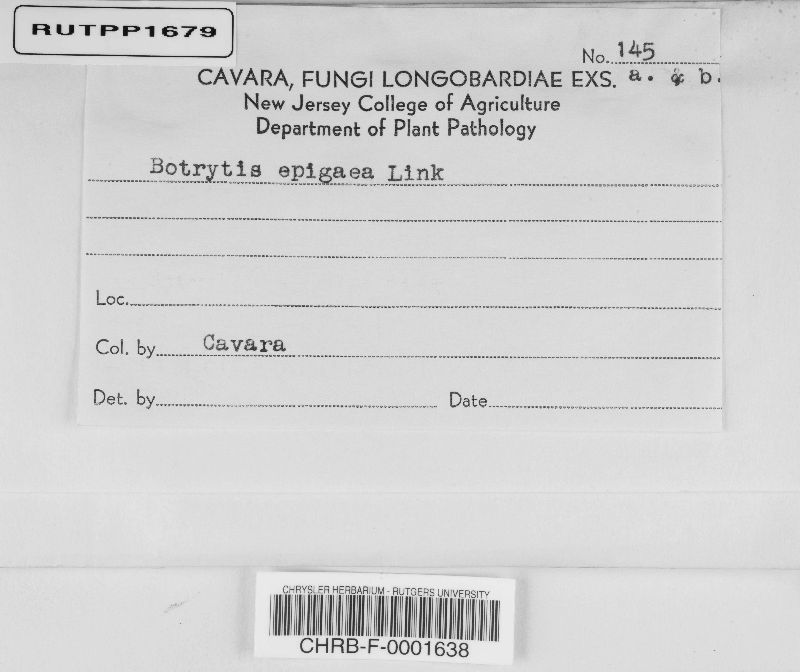 RUTPP1679
No. 145
CAVARA, FUNGI LONGOBARDIAE EXS. a. & b.
New Jersey College of Agriculture
Department of Plant Pathology
Botrytis epigaea Link
Loc.
Col. by Cavara
Det. by Date
CHRYSLER HERBARIUM - RUTGERS UNIVERSITY
CHRB-F-0001638